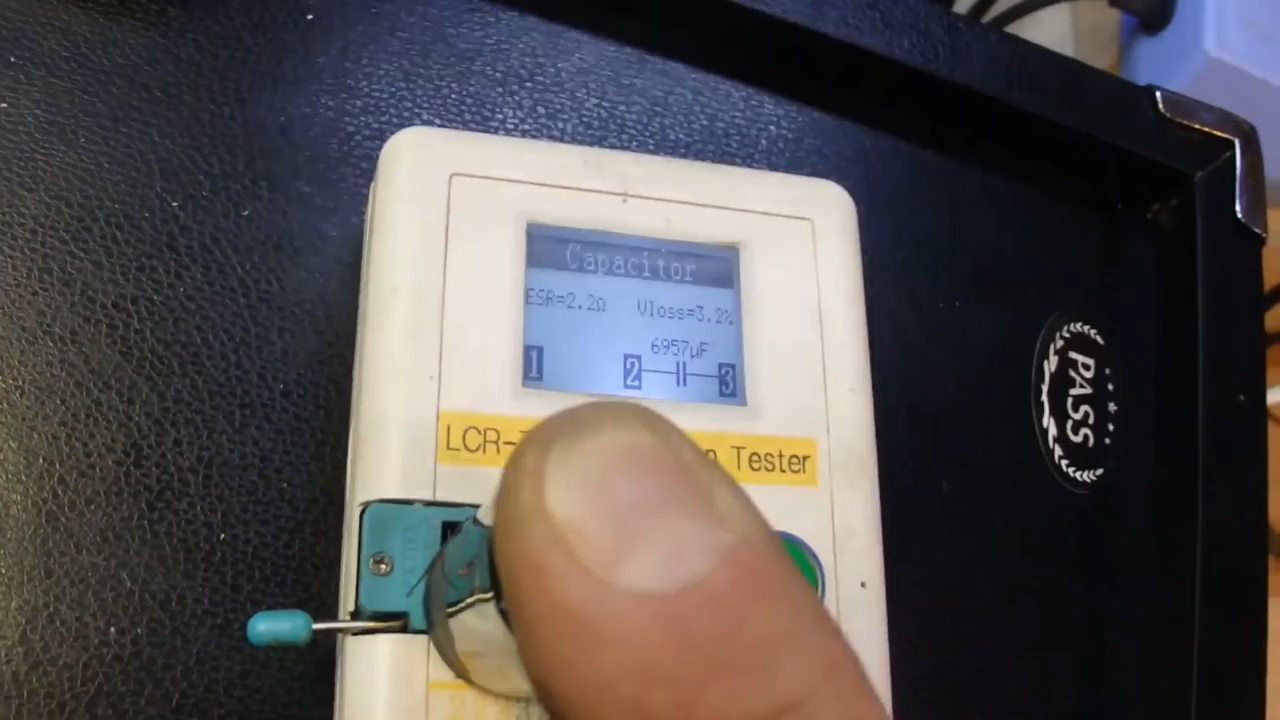 Capacitor
ESR=2.2Ω Vloss=3.2%
6957µF
1 2 3
LCR- Tester
PASS